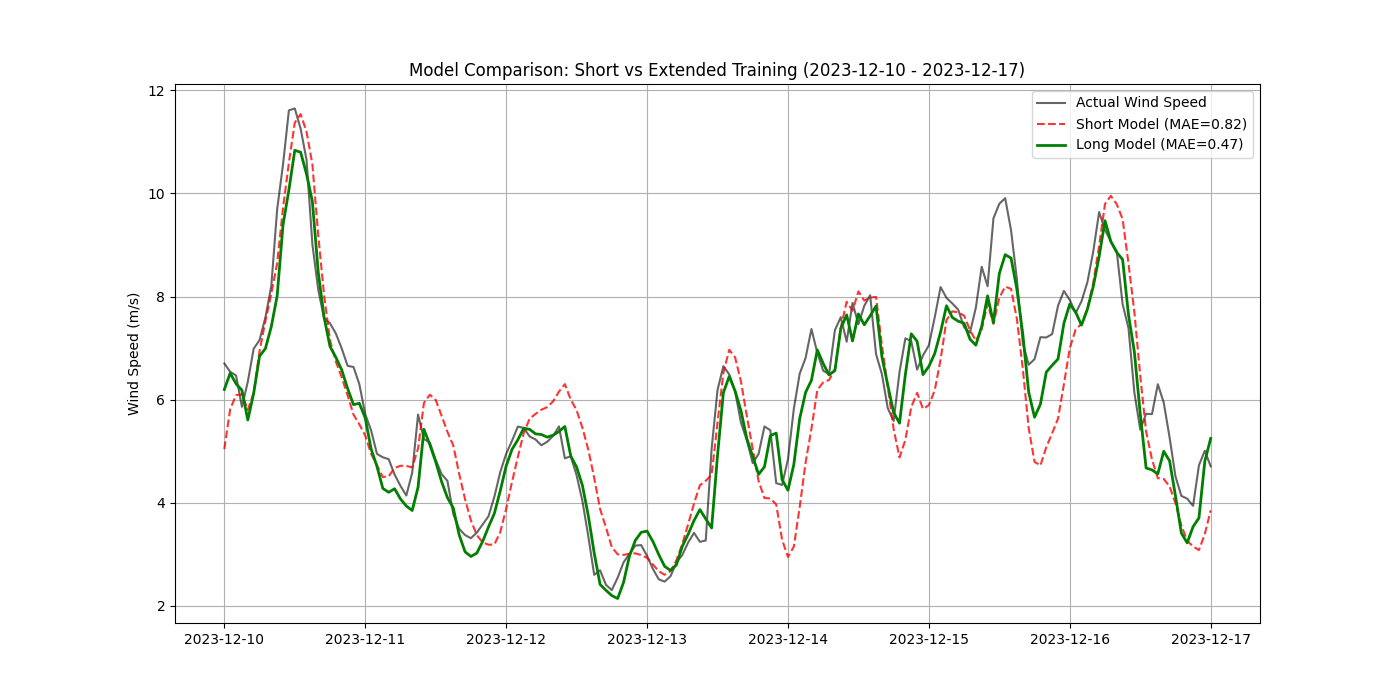 Model Comparison: Short vs Extended Training (2023-12-10 - 2023-12-17)
Actual Wind Speed
Short Model (MAE=0.82)
Long Model (MAE=0.47)
Wind Speed (m/s)
12
10
8
6
4
2
2023-12-10
2023-12-11
2023-12-12
2023-12-13
2023-12-14
2023-12-15
2023-12-16
2023-12-17